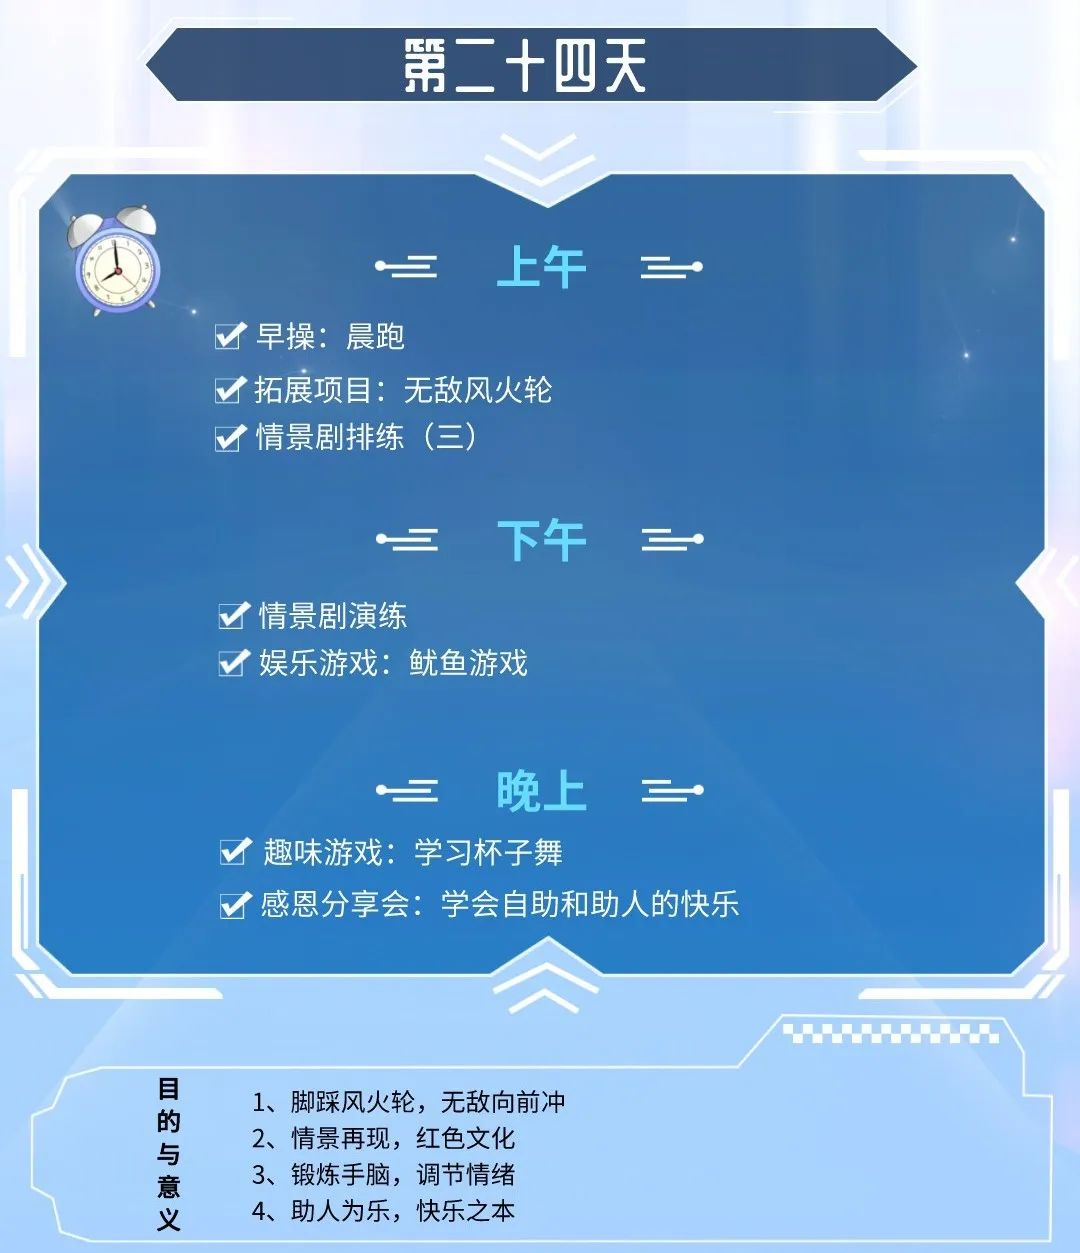 第二十四天
上午
早操：晨跑
拓展项目：无敌风火轮
情景剧排练（三）
下午
情景剧演练
娱乐游戏：鱿鱼游戏
晚上
趣味游戏：学习杯子舞
感恩分享会：学会自助和助人的快乐
目的与意义
1、脚踩风火轮，无敌向前冲
2、情景再现，红色文化
3、锻炼手脑，调节情绪
4、助人为乐，快乐之本